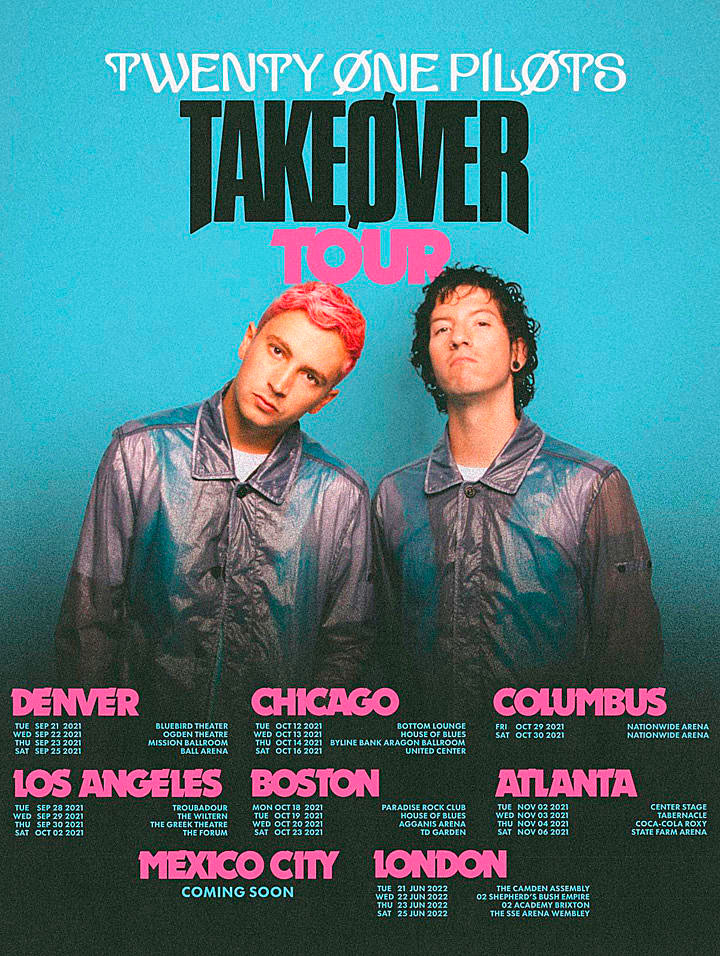 TWENTY ØNE PILØTS
TAKEØVER
TOUR
DENVER
TUE SEP 21 2021 BLUEBIRD THEATER
WED SEP 22 2021 OGDEN THEATRE
THU SEP 23 2021 MISSION BALLROOM
SAT SEP 25 2021 BALL ARENA
CHICAGO
TUE OCT 12 2021 BOTTOM LOUNGE
WED OCT 13 2021 HOUSE OF BLUES
THU OCT 14 2021 BYLINE BANK ARAGON BALLROOM
SAT OCT 16 2021 UNITED CENTER
COLUMBUS
FRI OCT 29 2021 NATIONWIDE ARENA
SAT OCT 30 2021 NATIONWIDE ARENA
LOS ANGELES
TUE SEP 28 2021 TROUBADOUR
WED SEP 29 2021 THE WILTERN
THU SEP 30 2021 THE GREEK THEATRE
SAT OCT 02 2021 THE FORUM
BOSTON
MON OCT 18 2021 PARADISE ROCK CLUB
TUE OCT 19 2021 HOUSE OF BLUES
WED OCT 20 2021 AGGANIS ARENA
SAT OCT 23 2021 TD GARDEN
ATLANTA
TUE NOV 02 2021 CENTER STAGE
WED NOV 03 2021 TABERNACLE
THU NOV 04 2021 COCA-COLA ROXY
SAT NOV 06 2021 STATE FARM ARENA
MEXICO CITY
COMING SOON
LONDON
TUE 21 JUN 2022 THE CAMDEN ASSEMBLY
WED 22 JUN 2022 02 SHEPHERD'S BUSH EMPIRE
THU 23 JUN 2022 02 ACADEMY BRIXTON
SAT 25 JUN 2022 THE SSE ARENA WEMBLEY